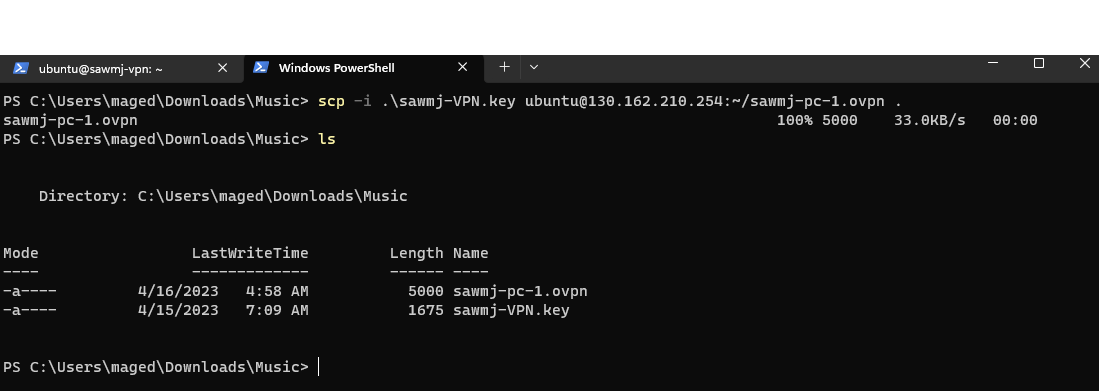 ubuntu@sawmj-vpn: ~ Windows PowerShell
PS C:\Users\maged\Downloads\Music> scp -i .\sawmj-VPN.key ubuntu@130.162.210.254:~/sawmj-pc-1.ovpn .
sawmj-pc-1.ovpn 100% 5000 33.0KB/s 00:00
PS C:\Users\maged\Downloads\Music> ls
Directory: C:\Users\maged\Downloads\Music
Mode LastWriteTime Length Name
---- ------------- ------ ----
-a---- 4/16/2023 4:58 AM 5000 sawmj-pc-1.ovpn
-a---- 4/15/2023 7:09 AM 1675 sawmj-VPN.key
PS C:\Users\maged\Downloads\Music>